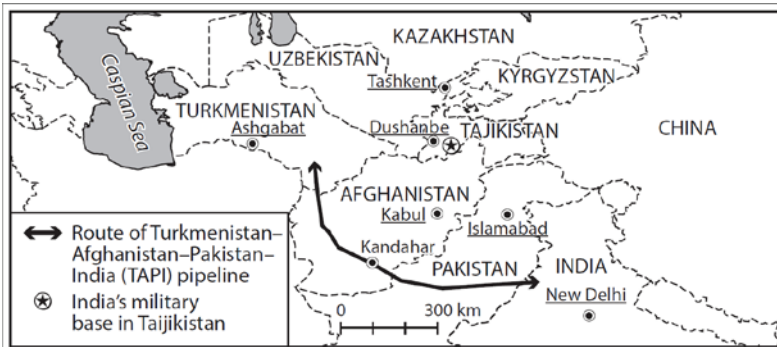 KAZAKHSTAN
UZBEKISTAN
Caspian Sea
Tashkent
KYRGYZSTAN
TURKMENISTAN
Ashgabat
Dushanbe
TAJIKISTAN
CHINA
AFGHANISTAN
Kabul
Islamabad
Kandahar
PAKISTAN
INDIA
New Delhi
Route of Turkmenistan–
Afghanistan–Pakistan–
India (TAPI) pipeline
India's military
base in Taijikistan
0 300 km